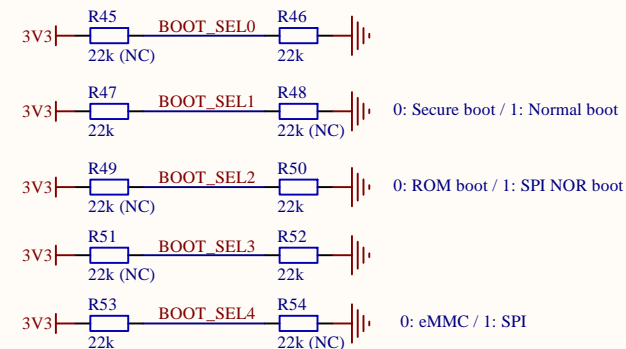 R45 BOOT_SEL0 R46
3V3
22k (NC) 22k
R47 BOOT_SEL1 R48
3V3 0: Secure boot / 1: Normal boot
22k 22k (NC)
R49 BOOT_SEL2 R50
3V3 0: ROM boot / 1: SPI NOR boot
22k (NC) 22k
R51 BOOT_SEL3 R52
3V3
22k (NC) 22k
R53 BOOT_SEL4 R54
3V3 0: eMMC / 1: SPI
22k 22k (NC)